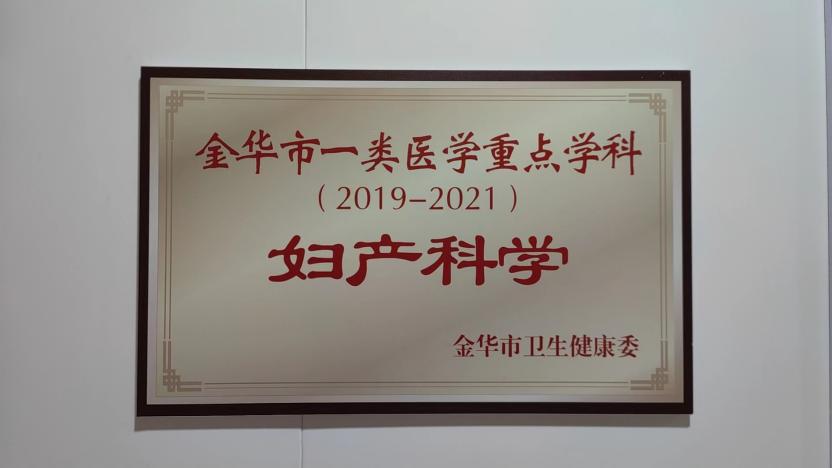 金华市一类医学重点学科
（2019-2021）
妇产科学
金华市卫生健康委